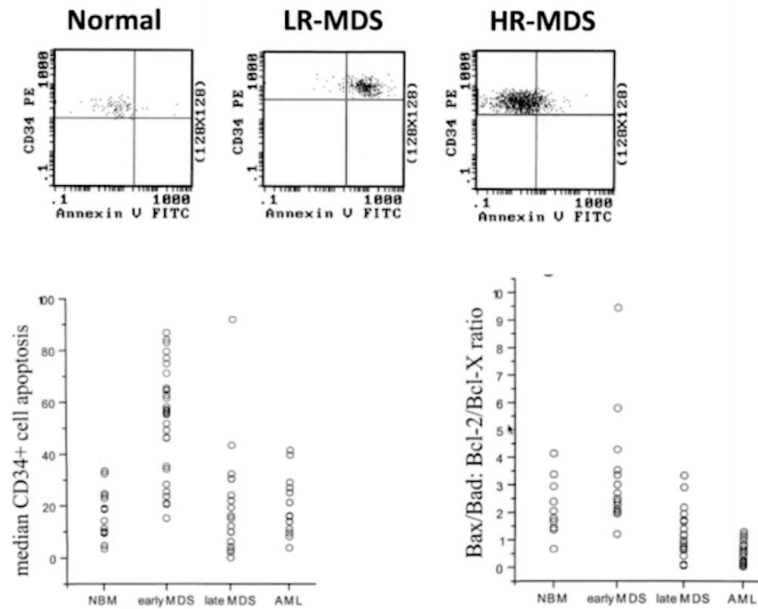 Normal LR-MDS HR-MDS
CD34 PE
.1 1000
(128X128)
.1 1000
Annexin V FITC
CD34 PE
.1 1000
(128X128)
.1 1000
Annexin V FITC
CD34 PE
.1 1000
(128X128)
.1 1000
Annexin V FITC
median CD34+ cell apoptosis
100
80
60
40
20
0
NBM early MDS late MDS AML
Bax/Bad: Bcl-2/Bcl-X ratio
10
9
8
7
6
5
4
3
2
1
0
NBM early MDS late MDS AML